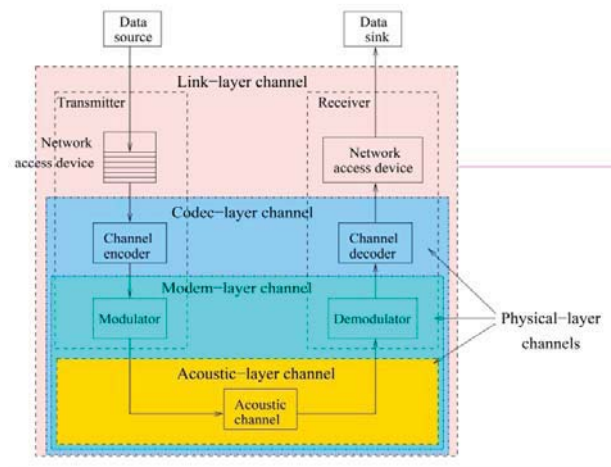 Data
source
Data
sink
Link-layer channel
Transmitter
Receiver
Network
access device
Network
access device
Codec-layer channel
Channel
encoder
Channel
decoder
Modem-layer channel
Modulator
Demodulator
Physical-layer
channels
Acoustic-layer channel
Acoustic
channel